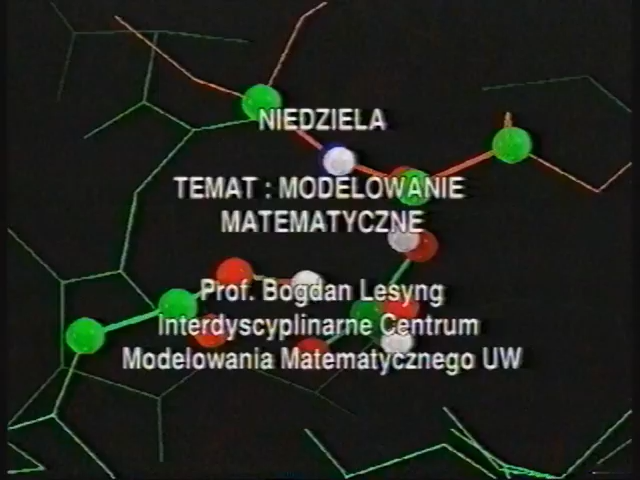 NIEDZIELA
TEMAT : MODELOWANIE
MATEMATYCZNE
Prof. Bogdan Lesyng
Interdyscyplinarne Centrum
Modelowania Matematycznego UW